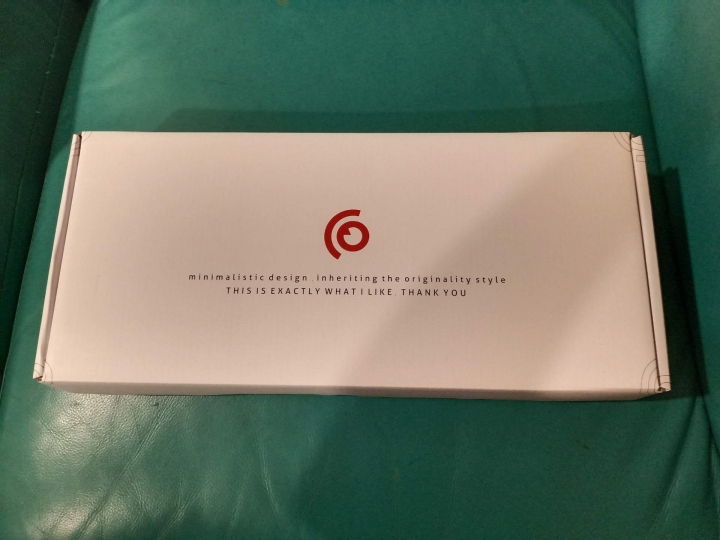 minimalistic design . inheriting the originality style
THIS IS EXACTLY WHAT I LIKE. THANK YOU